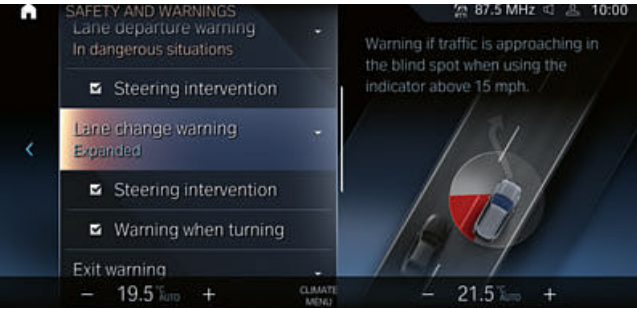 SAFETY AND WARNINGS
87.5 MHz
10:00
Lane departure warning
In dangerous situations
Steering intervention
Lane change warning
Expanded
Steering intervention
Warning when turning
Exit warning
Warning if traffic is approaching in
the blind spot when using the
indicator above 15 mph.
- 19.5 °C AUTO +
CLIMATE
MENU
- 21.5 °C AUTO +